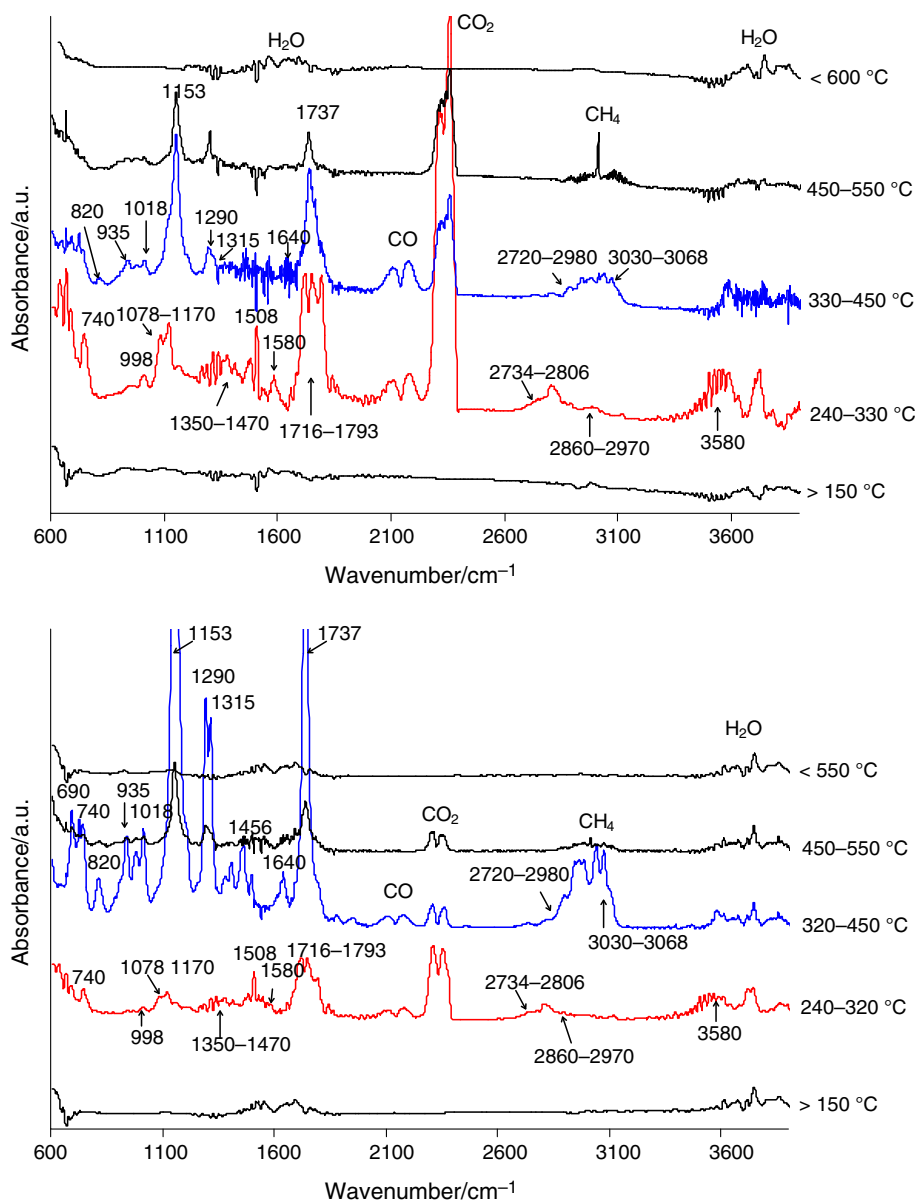 CO₂
H₂O
H₂O
< 600 °C
1153
1737
CH₄
450–550 °C
820
935
1018
1290
1315
1640
CO
2720–2980
3030–3068
330–450 °C
740
998
1078–1170
1508
1580
2734–2806
240–330 °C
1350–1470
1716–1793
2860–2970
3580
> 150 °C
Absorbance/a.u.
600 1100 1600 2100 2600 3100 3600
Wavenumber/cm⁻¹
1153
1737
1290
1315
H₂O
< 550 °C
690
740
935
1018
820
1456
1640
CO₂
CH₄
450–550 °C
CO
2720–2980
3030–3068
320–450 °C
740
1078 1170
1508
1580
1716–1793
2734–2806
998
1350–1470
2860–2970
3580
240–320 °C
> 150 °C
Absorbance/a.u.
600 1100 1600 2100 2600 3100 3600
Wavenumber/cm⁻¹